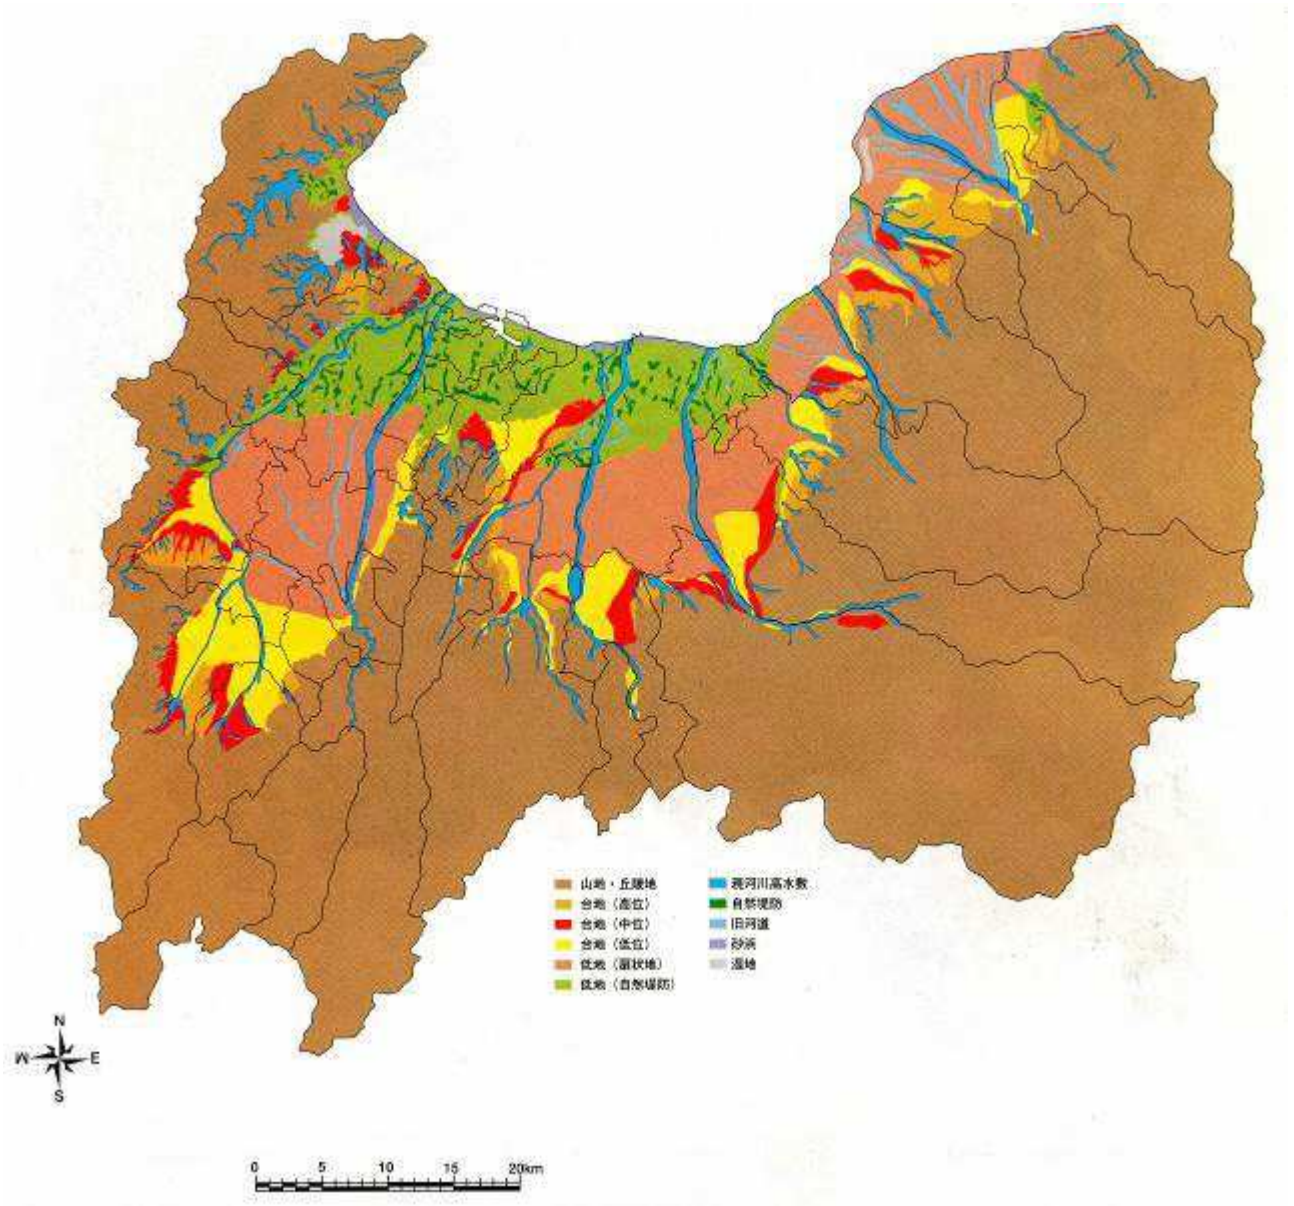 山地・丘陵地
台地（高位）
台地（中位）
台地（低位）
低地（扇状地）
低地（自然堤防）
現河川高水敷
自然堤防
旧河道
砂浜
湿地
N
W
E
S
0 5 10 15 20km